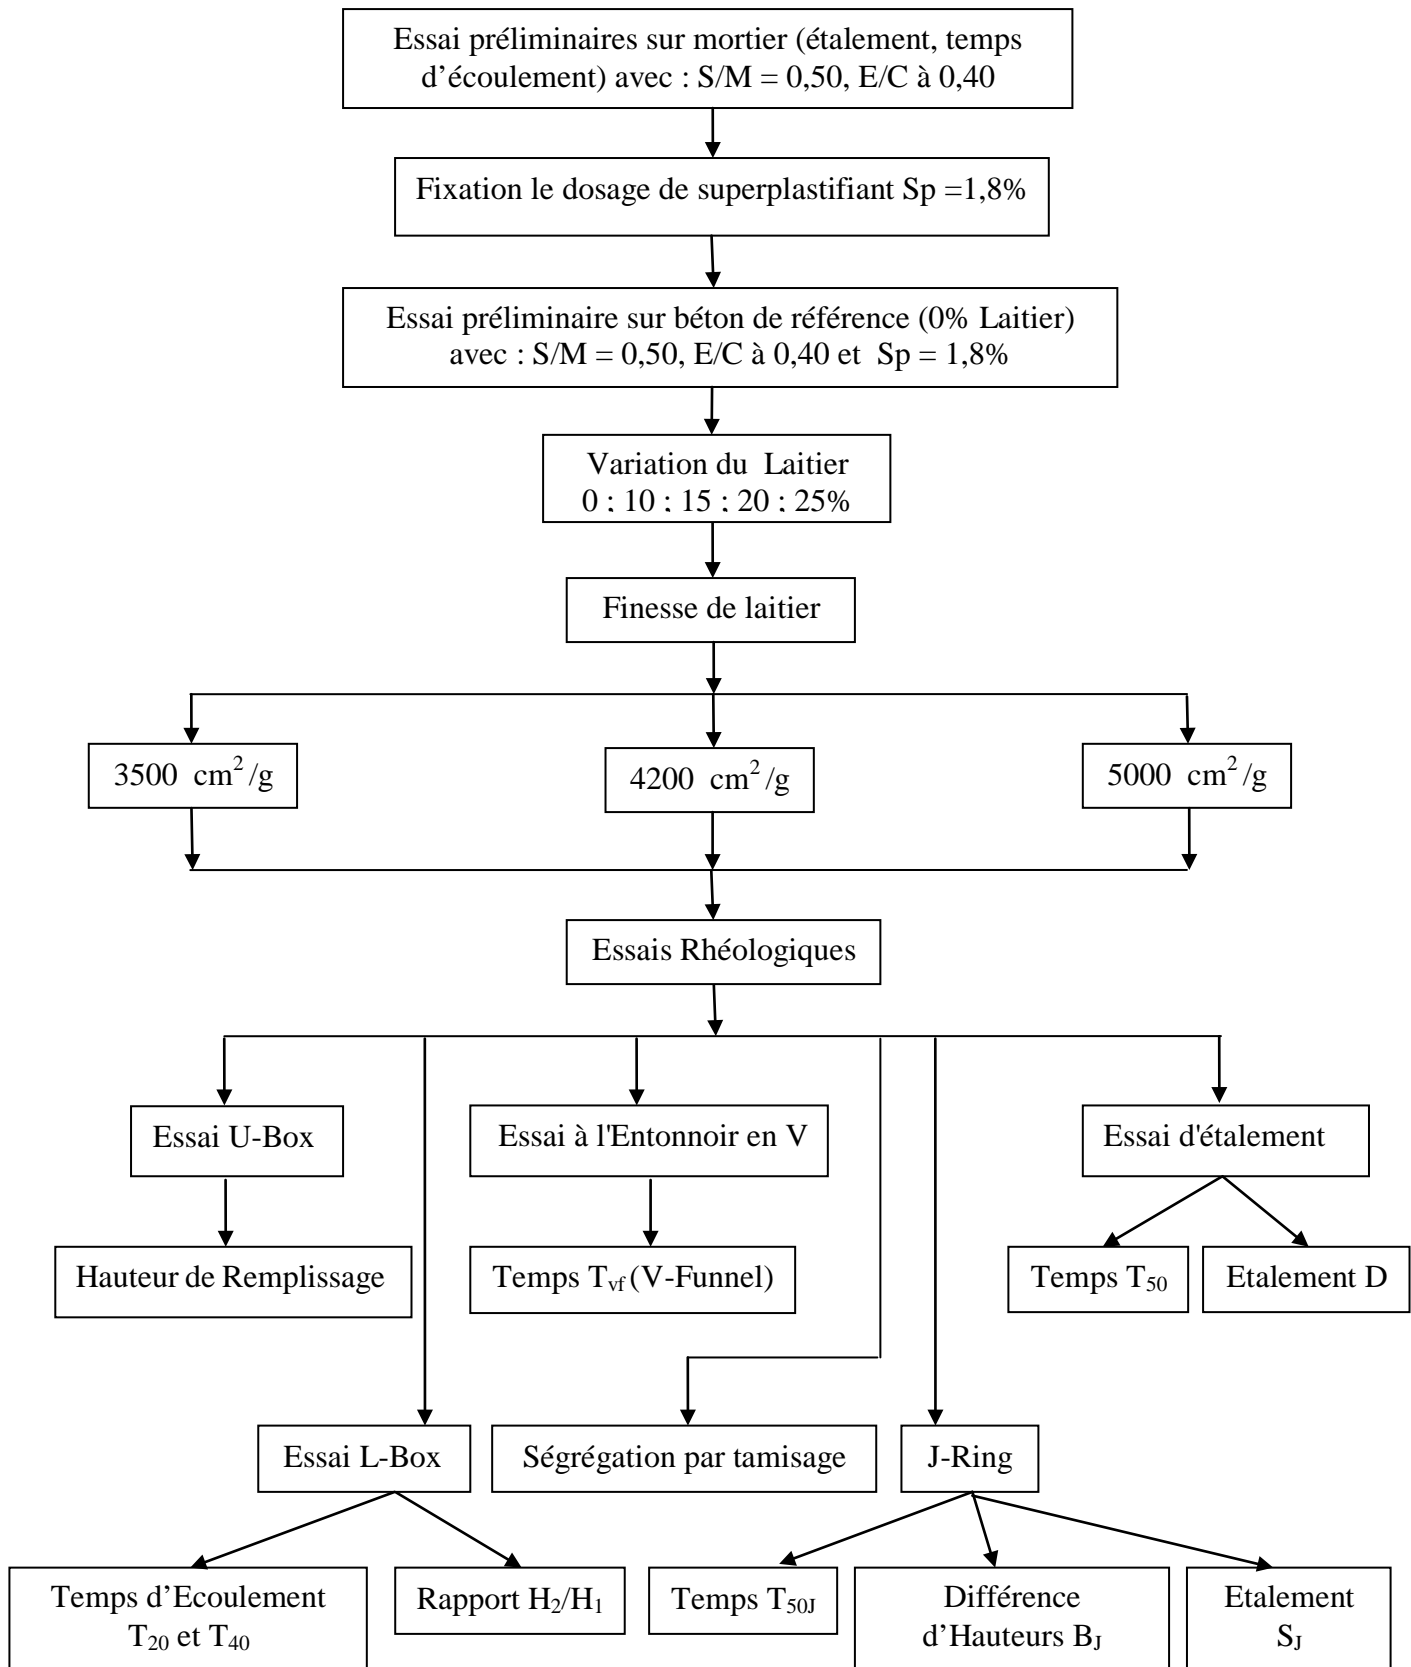 Essai préliminaires sur mortier (étalement, temps
d’écoulement) avec : S/M = 0,50, E/C à 0,40
Fixation le dosage de superplastifiant Sp =1,8%
Essai préliminaire sur béton de référence (0% Laitier)
avec : S/M = 0,50, E/C à 0,40 et Sp = 1,8%
Variation du Laitier
0 ; 10 ; 15 ; 20 ; 25%
Finesse de laitier
3500 cm²/g
4200 cm²/g
5000 cm²/g
Essais Rhéologiques
Essai U-Box
Essai à l'Entonnoir en V
Essai d'étalement
Hauteur de Remplissage
Temps Tvf (V-Funnel)
Temps T₅₀
Etalement D
Essai L-Box
Ségrégation par tamisage
J-Ring
Temps d’Ecoulement
T₂₀ et T₄₀
Rapport H₂/H₁
Temps T₅₀J
Différence
d’Hauteurs BJ
Etalement
SJ